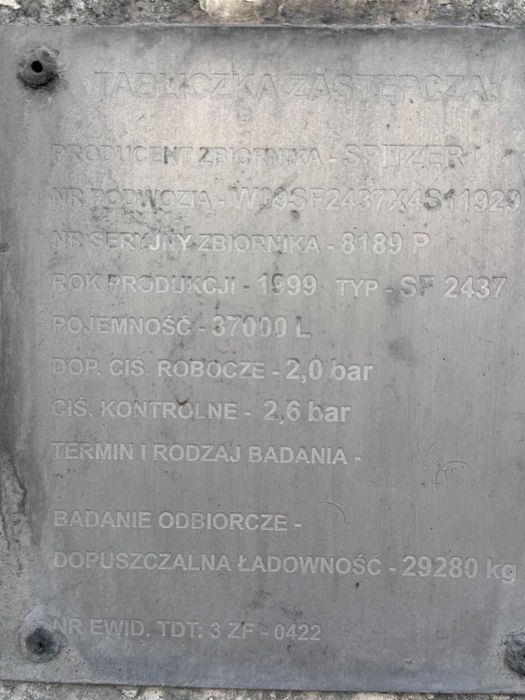 TABLICZKA ZASTĘPCZA:
PRODUCENT ZBIORNIKA - SPITZER
NR PODWOZIA - WD9SF2437X4S11929
NR SERYJNY ZBIORNIKA - 8189 P
ROK PRODUKCJI - 1999 TYP - SF 2437
POJEMNOŚĆ - 37000 L
DOP. CIŚ. ROBOCZE - 2,0 bar
CIŚ. KONTROLNE - 2,6 bar
TERMIN I RODZAJ BADANIA -
BADANIE ODBIORCZE -
DOPUSZCZALNA ŁADOWNOŚĆ - 29280 kg
NR EWID. TDT: 3 ZF - 0422